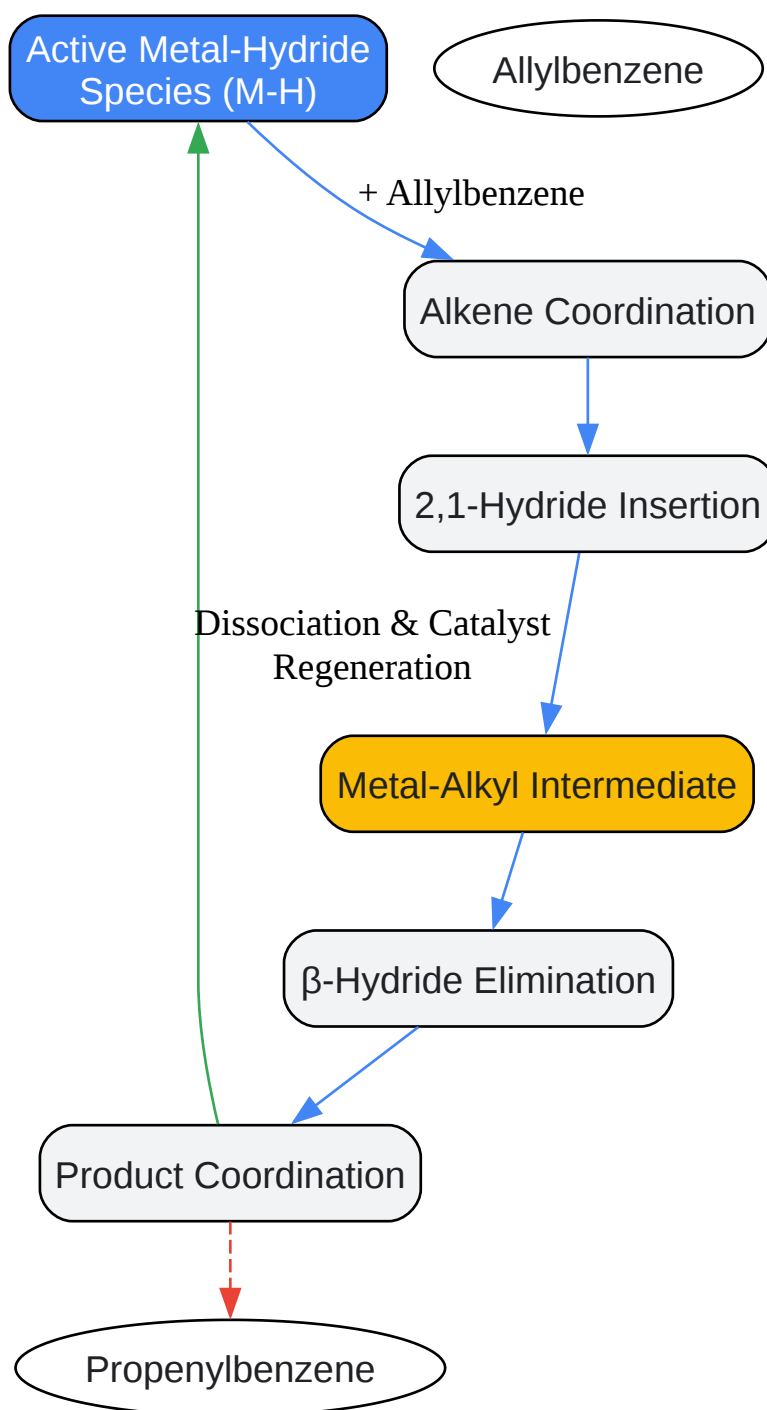 Active Metal-Hydride
Species (M-H)
Allylbenzene
+ Allylbenzene
Alkene Coordination
2,1-Hydride Insertion
Dissociation & Catalyst
Regeneration
Metal-Alkyl Intermediate
β-Hydride Elimination
Product Coordination
Propenylbenzene